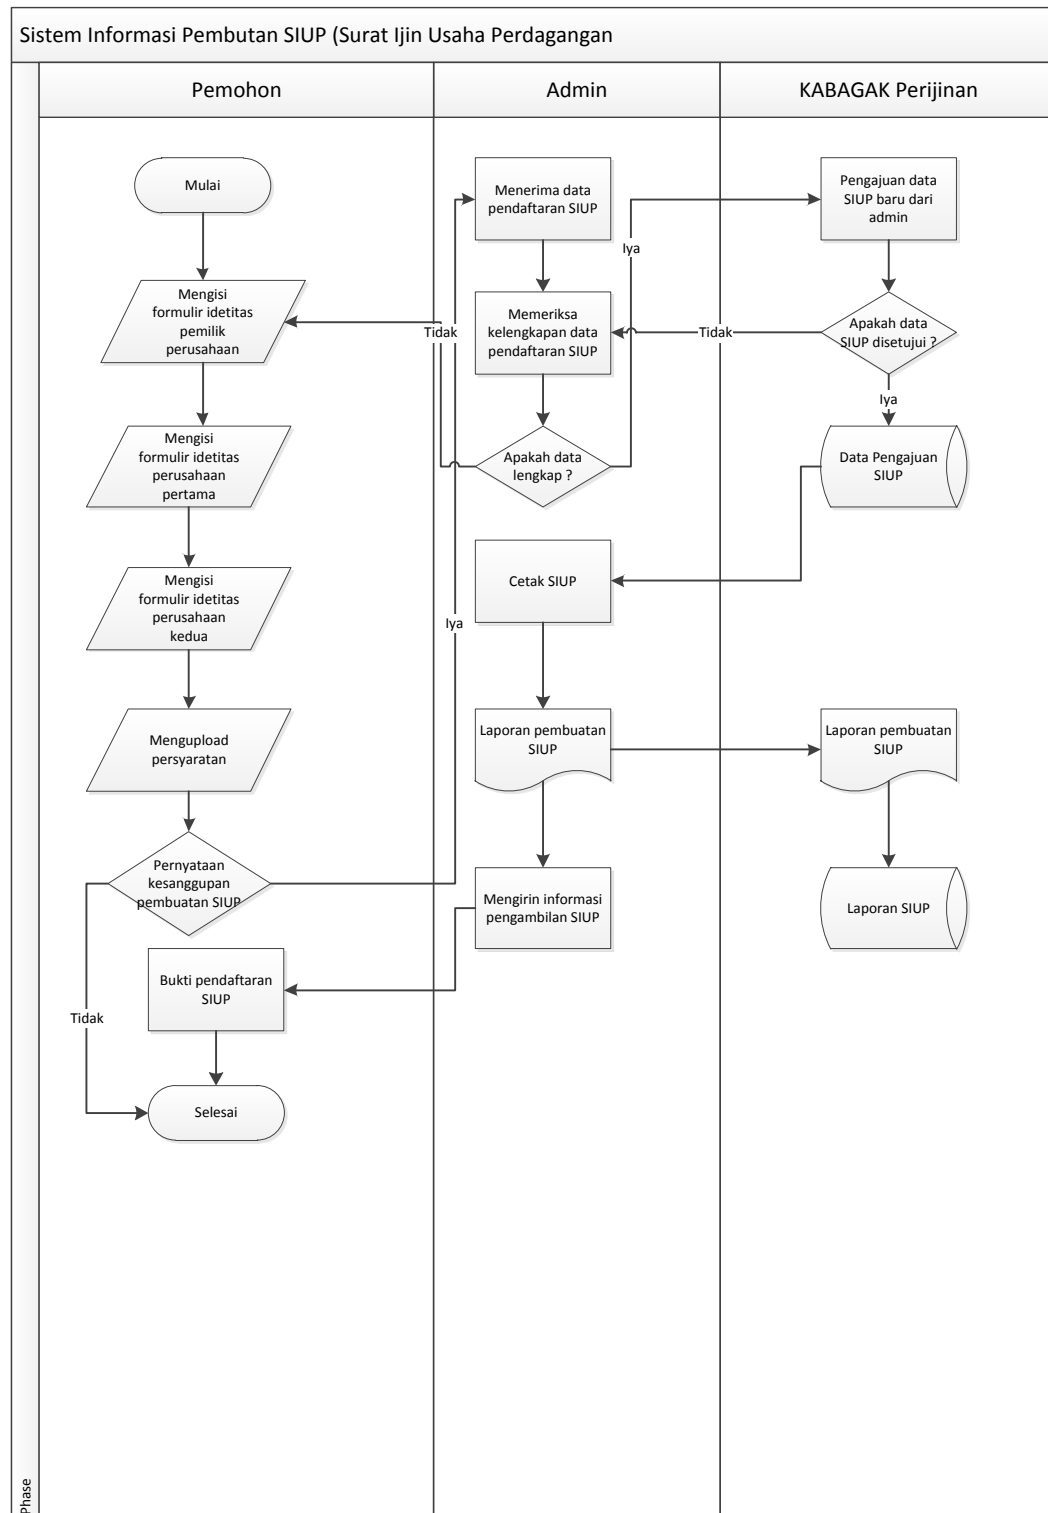 Sistem Informasi Pembutan SIUP (Surat Ijin Usaha Perdagangan
Pemohon
Admin
KABAGAK Perijinan
Mulai
Mengisi
formulir idetitas
pemilik
perusahaan
Mengisi
formulir idetitas
perusahaan
pertama
Mengisi
formulir idetitas
perusahaan
kedua
Mengupload
persyaratan
Pernyataan
kesanggupan
pembuatan SIUP
Bukti pendaftaran
SIUP
Tidak
Selesai
Menerima data
pendaftaran SIUP
Iya
Memeriksa
kelengkapan data
pendaftaran SIUP
Tidak
Apakah data
lengkap ?
Cetak SIUP
Iya
Laporan pembuatan
SIUP
Mengirin informasi
pengambilan SIUP
Pengajuan data
SIUP baru dari
admin
Tidak
Apakah data
SIUP disetujui ?
Iya
Data Pengajuan
SIUP
Laporan pembuatan
SIUP
Laporan SIUP
Phase